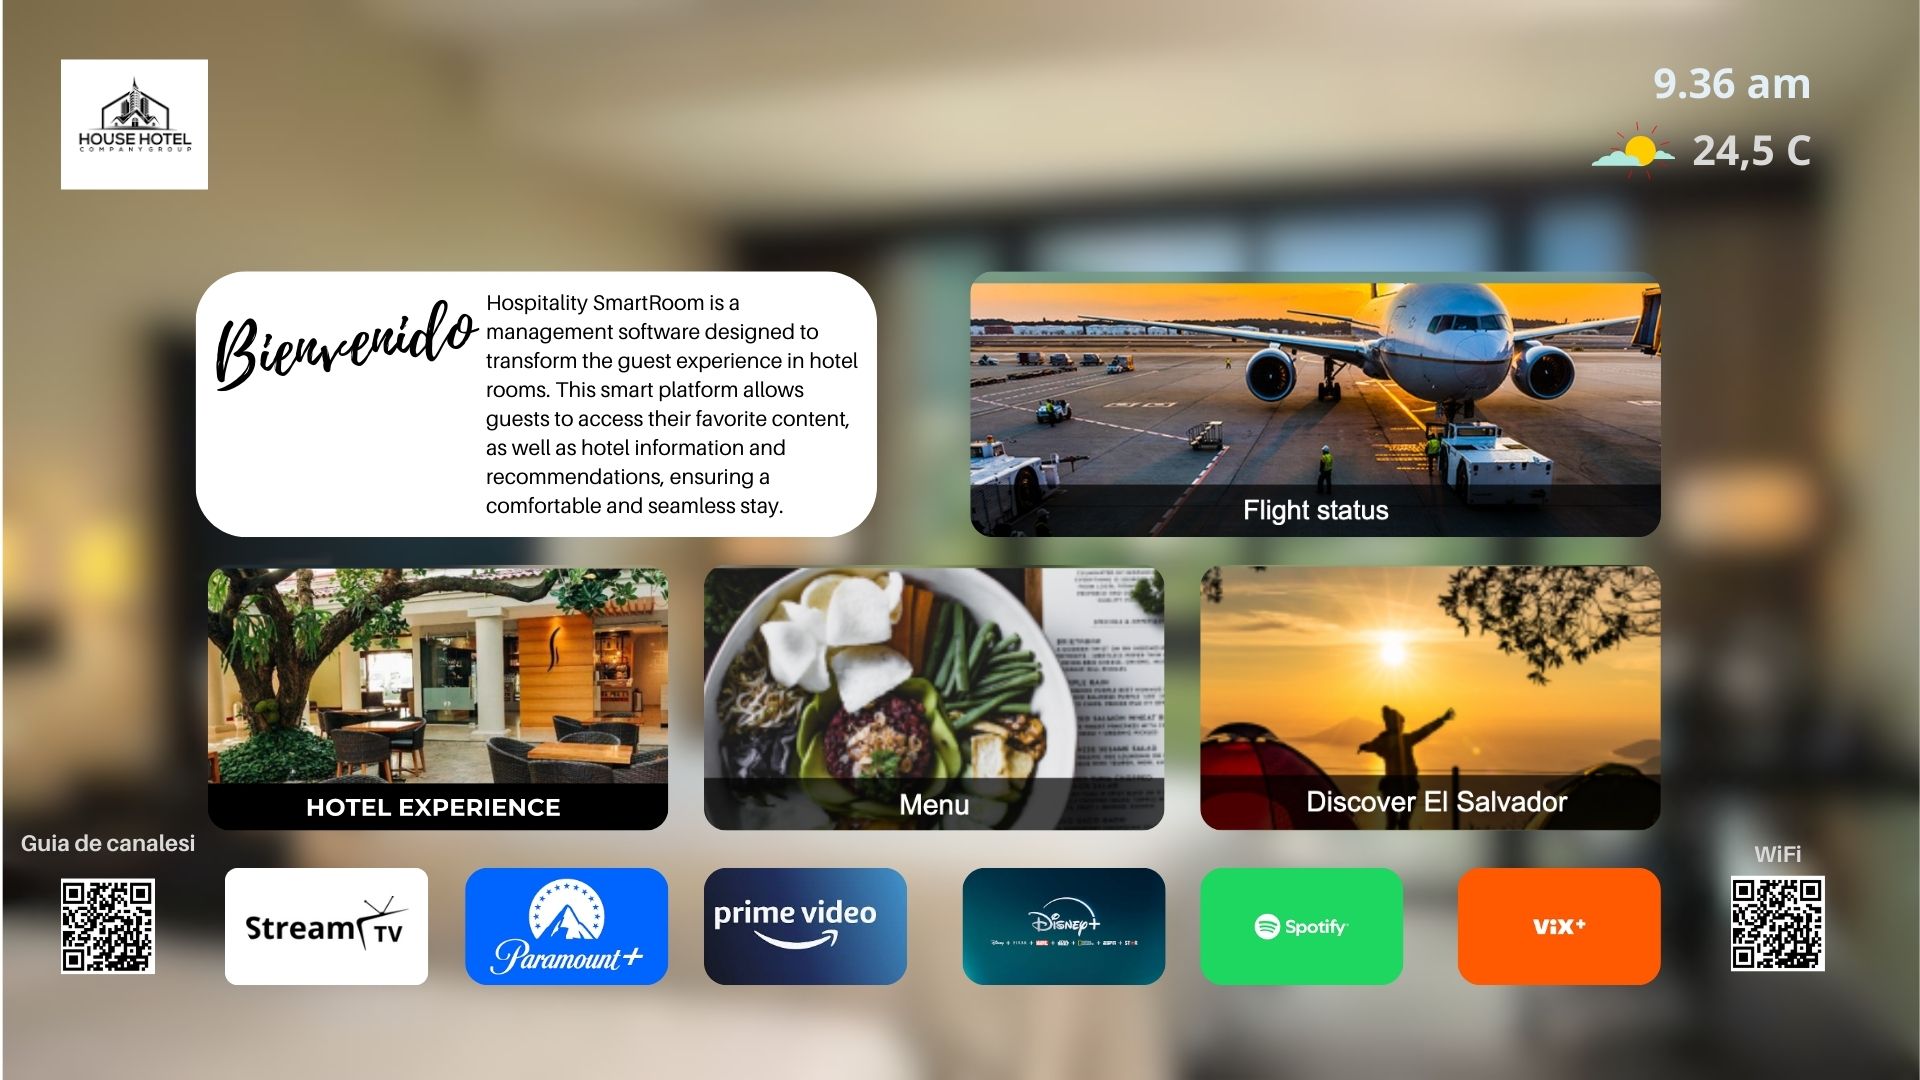 HOUSE HOTEL
COMPANY GROUP
9.36 am
24,5 C
Bienvenido
Hospitality SmartRoom is a
management software designed to
transform the guest experience in hotel
rooms. This smart platform allows
guests to access their favorite content,
as well as hotel information and
recommendations, ensuring a
comfortable and seamless stay.
Flight status
HOTEL EXPERIENCE
Menu
Discover El Salvador
Guia de canalesi
WiFi
Stream TV
Paramount+
prime video
Disney+
Spotify
ViX+